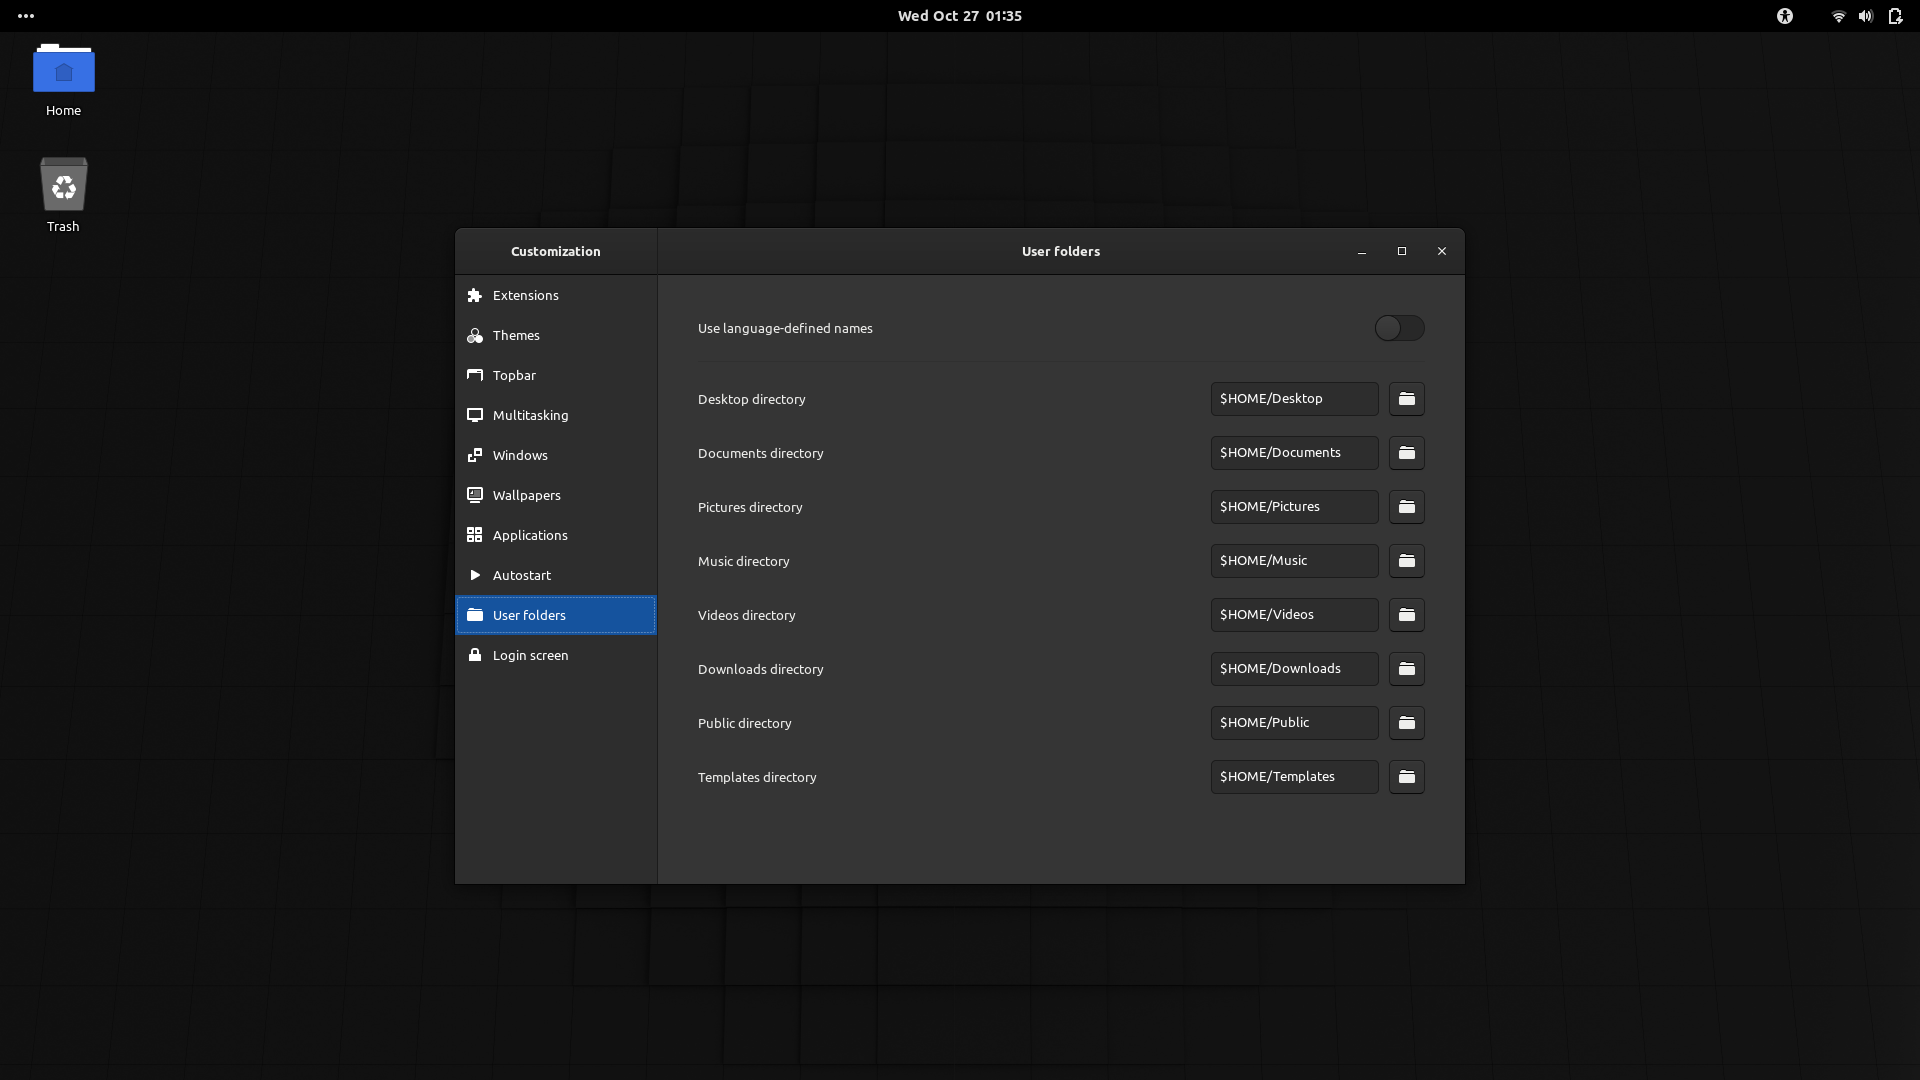 Wed Oct 27 01:35
Home
Trash
Customization
User folders
Extensions
Themes
Topbar
Multitasking
Windows
Wallpapers
Applications
Autostart
User folders
Login screen
Use language-defined names
Desktop directory
$HOME/Desktop
Documents directory
$HOME/Documents
Pictures directory
$HOME/Pictures
Music directory
$HOME/Music
Videos directory
$HOME/Videos
Downloads directory
$HOME/Downloads
Public directory
$HOME/Public
Templates directory
$HOME/Templates